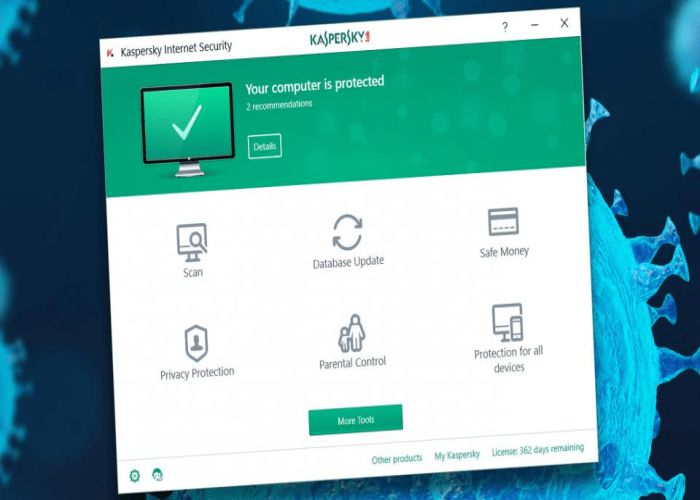 Kaspersky Internet Security
KASPERSKY
?
Your computer is protected
2 recommendations
Details
Scan
Database Update
Safe Money
Privacy Protection
Parental Control
Protection for all
devices
More Tools
Other products My Kaspersky License: 362 days remaining